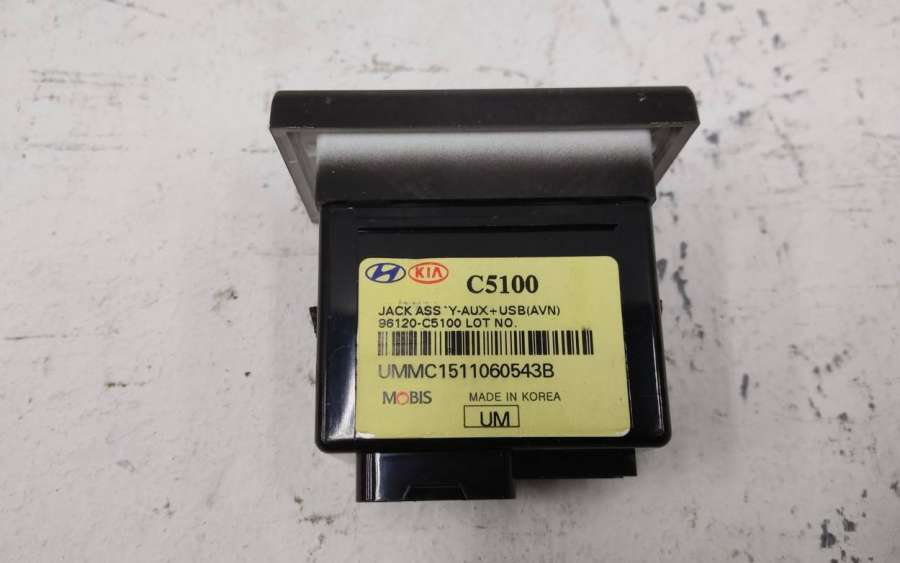 KIA C5100
JACK ASS'Y-AUX+USB(AVN)
96120-C5100 LOT NO.
UMMC1511060543B
MOBIS MADE IN KOREA
UM